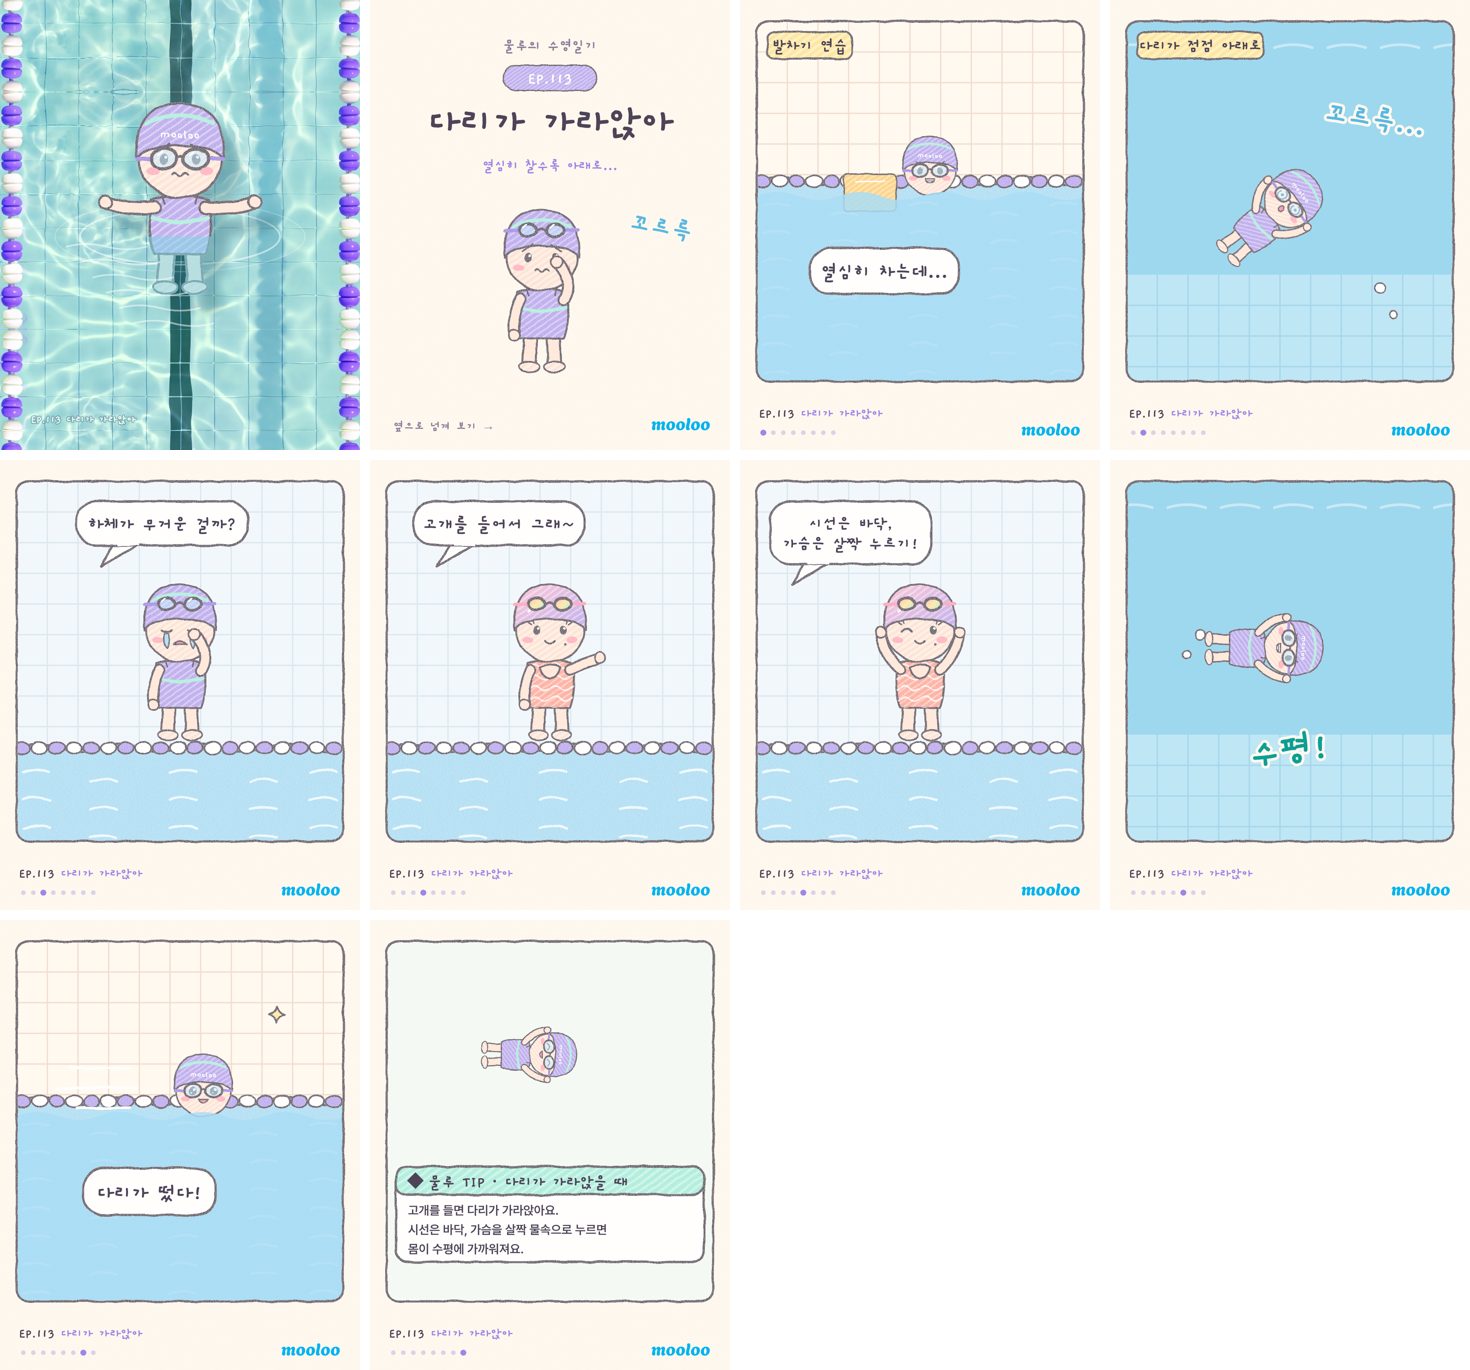 mooloo
EP.113 다리가 가라앉아
물루의 수영일기
EP.113
다리가 가라앉아
열심히 찰수록 아래로...
꼬르륵
옆으로 넘겨 보기 →
mooloo
발차기 연습
mooloo
열심히 차는데...
EP.113 다리가 가라앉아
mooloo
다리가 점점 아래로
꼬르륵...
EP.113 다리가 가라앉아
mooloo
하체가 무거운 걸까?
EP.113 다리가 가라앉아
mooloo
고개를 들어서 그래~
EP.113 다리가 가라앉아
mooloo
시선은 바닥,
가슴은 살짝 누르기!
EP.113 다리가 가라앉아
mooloo
mooloo
수평!
EP.113 다리가 가라앉아
mooloo
mooloo
다리가 떴다!
EP.113 다리가 가라앉아
mooloo
◆ 물루 TIP · 다리가 가라앉을 때
고개를 들면 다리가 가라앉아요.
시선은 바닥, 가슴을 살짝 물속으로 누르면
몸이 수평에 가까워져요.
EP.113 다리가 가라앉아
mooloo